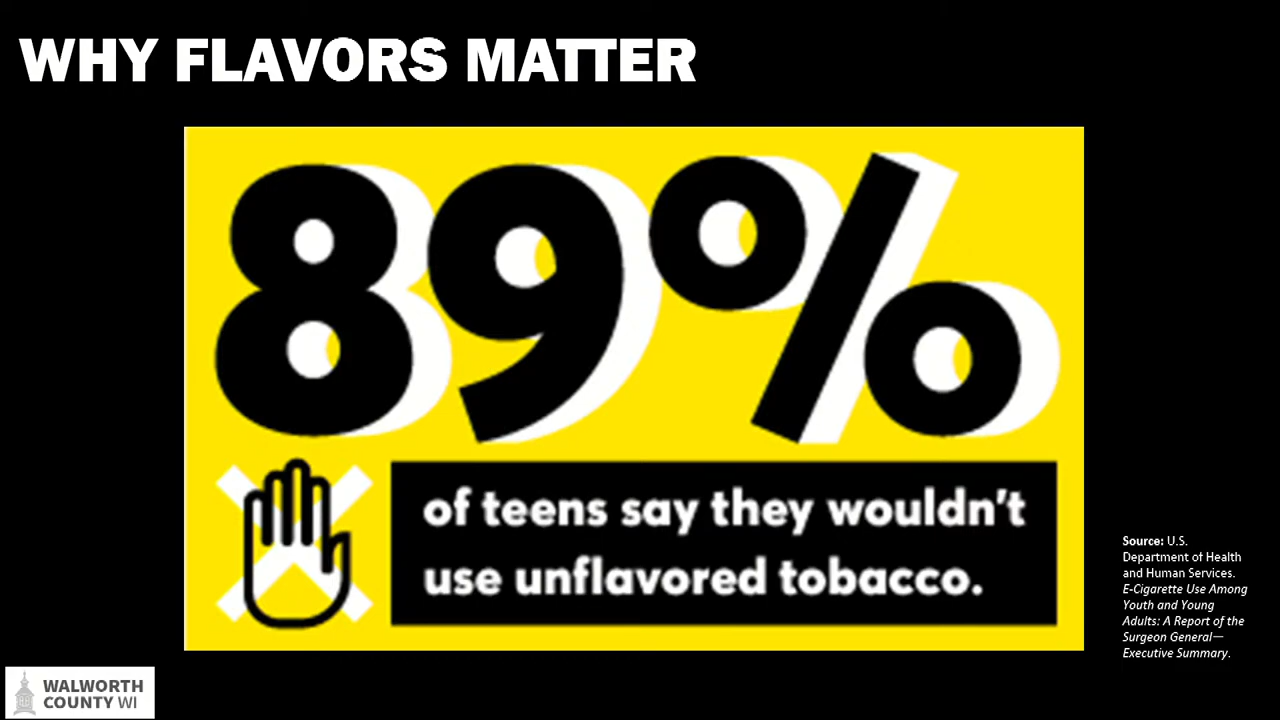 WHY FLAVORS MATTER
89%
of teens say they wouldn't
use unflavored tobacco.
Source: U.S.
Department of Health
and Human Services.
E-Cigarette Use Among
Youth and Young
Adults: A Report of the
Surgeon General—
Executive Summary.
WALWORTH
COUNTY WI